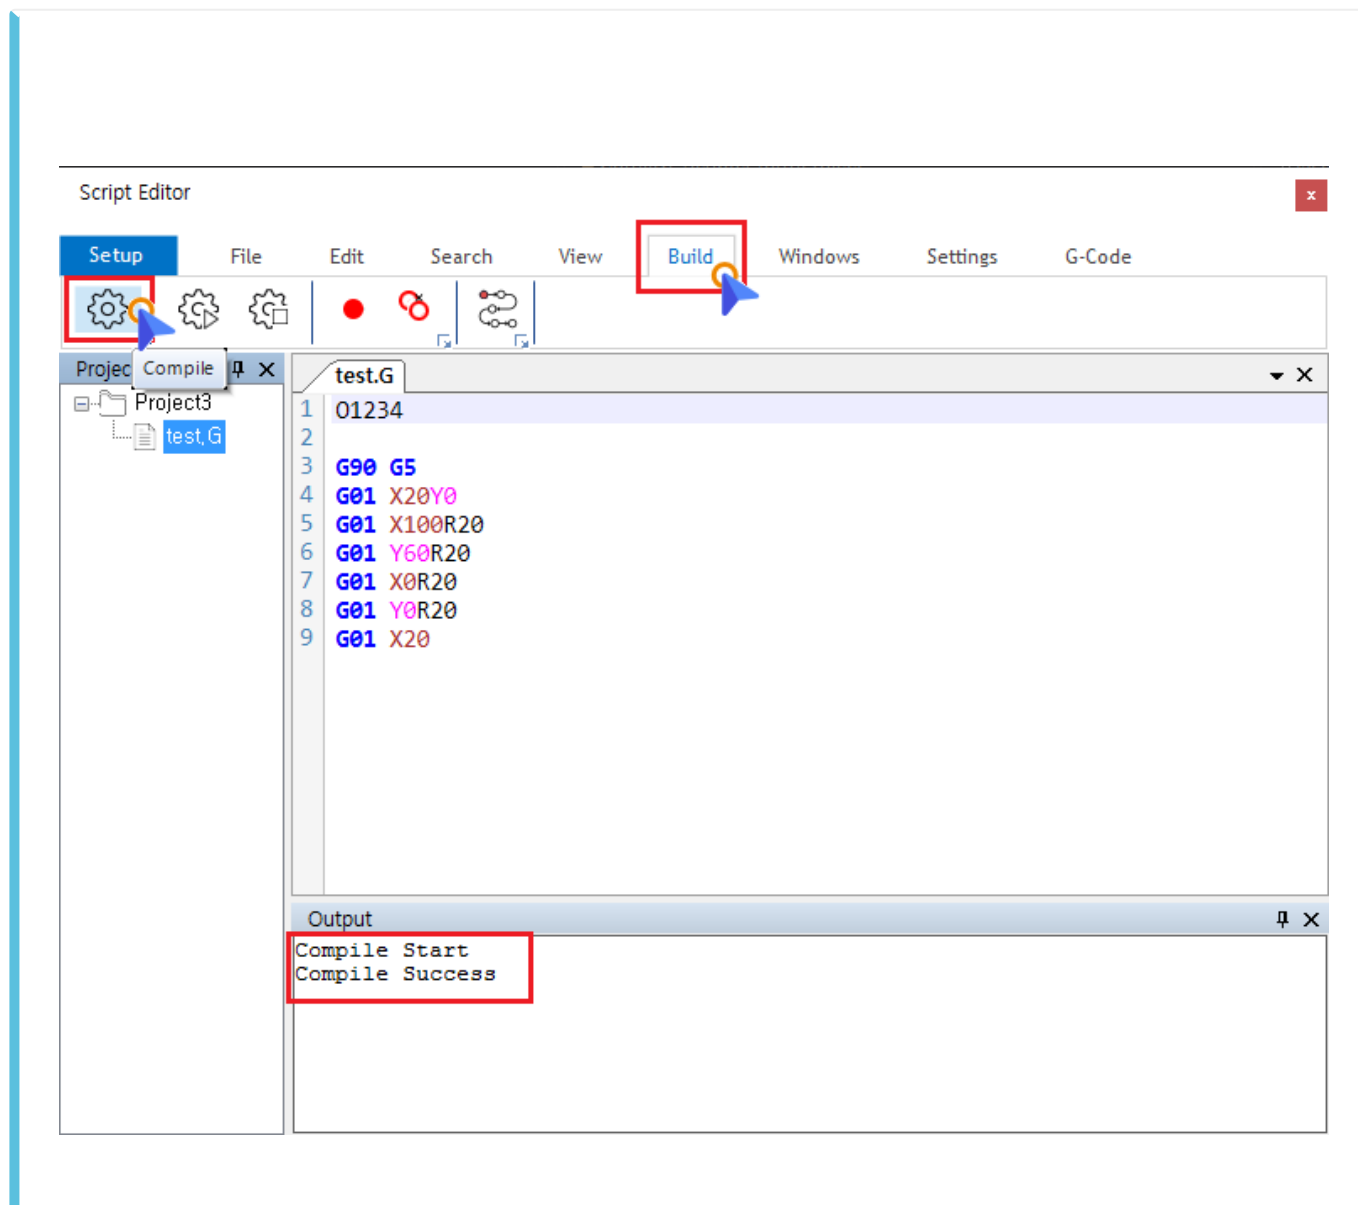 Script Editor
x
Setup File Edit Search View Build Windows Settings G-Code
Projec
Compile
Project3
test.G
test.G
1 O1234
2
3 G90 G5
4 G01 X20Y0
5 G01 X100R20
6 G01 Y60R20
7 G01 X0R20
8 G01 Y0R20
9 G01 X20
Output
Compile Start
Compile Success